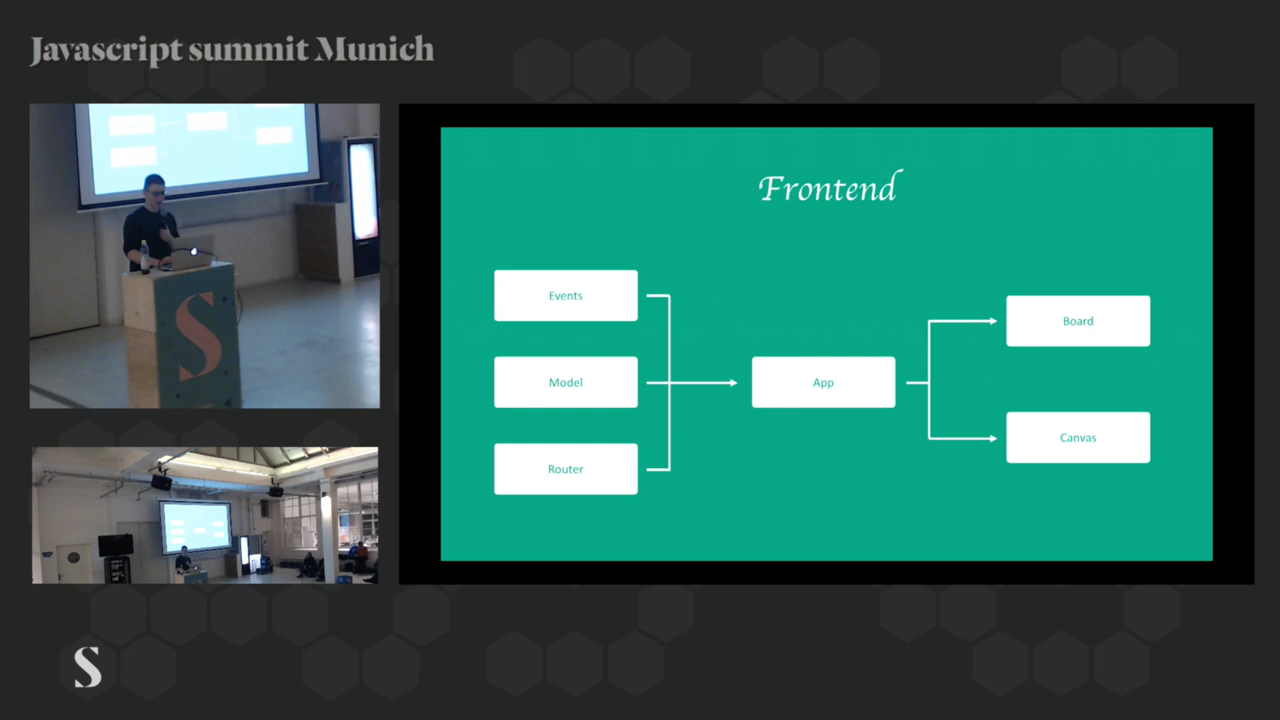 Javascript summit Munich
Frontend
Events
Model
Router
App
Board
Canvas
S
S